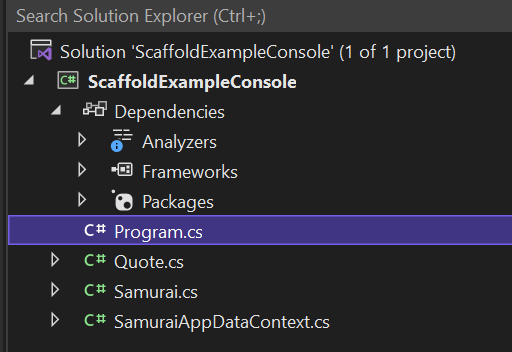 Search Solution Explorer (Ctrl+;)
Solution 'ScaffoldExampleConsole' (1 of 1 project)
C# ScaffoldExampleConsole
Dependencies
Analyzers
Frameworks
Packages
C# Program.cs
C# Quote.cs
C# Samurai.cs
C# SamuraiAppDataContext.cs